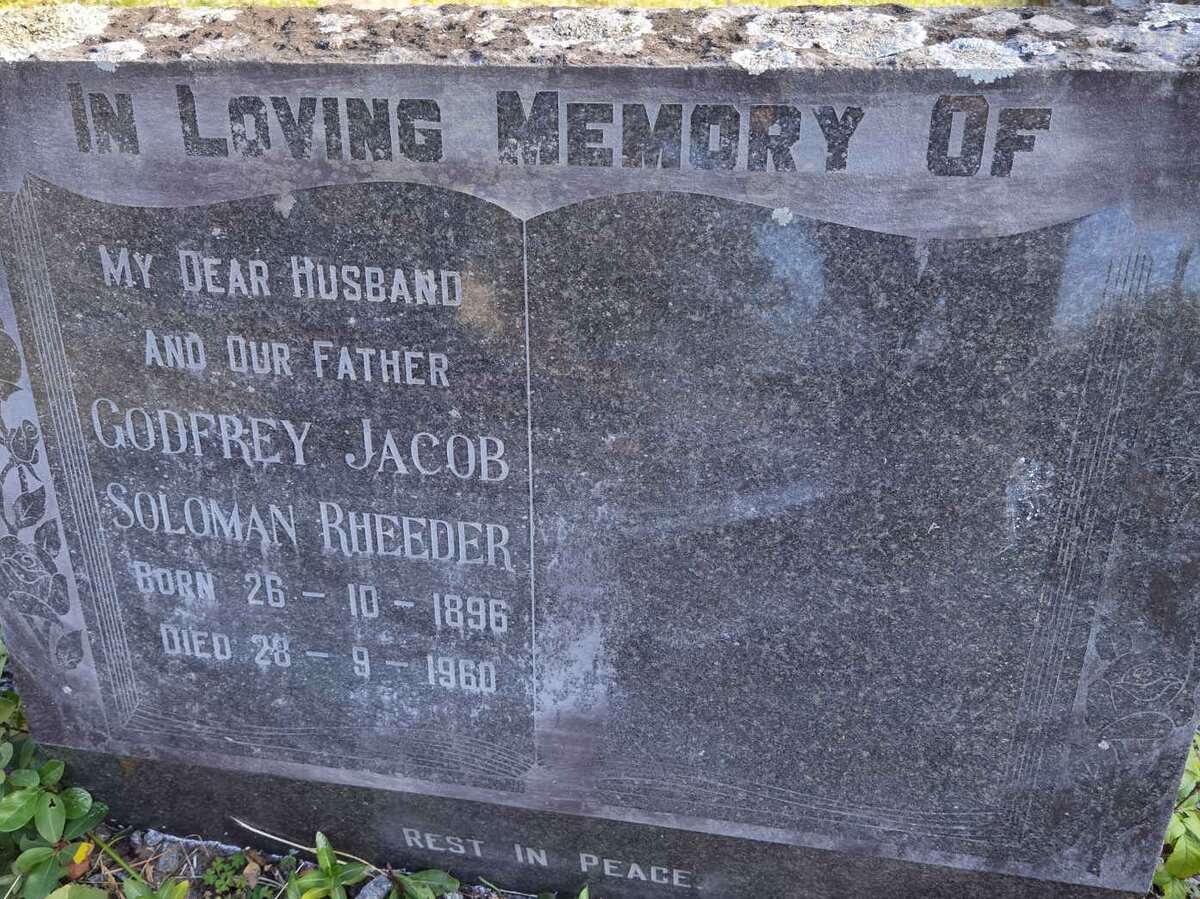 In Loving Memory Of
My Dear Husband
And Our Father
Godfrey Jacob
Soloman Rheeder
Born 26 - 10 - 1896
Died 28 - 9 - 1960
Rest in Peace.